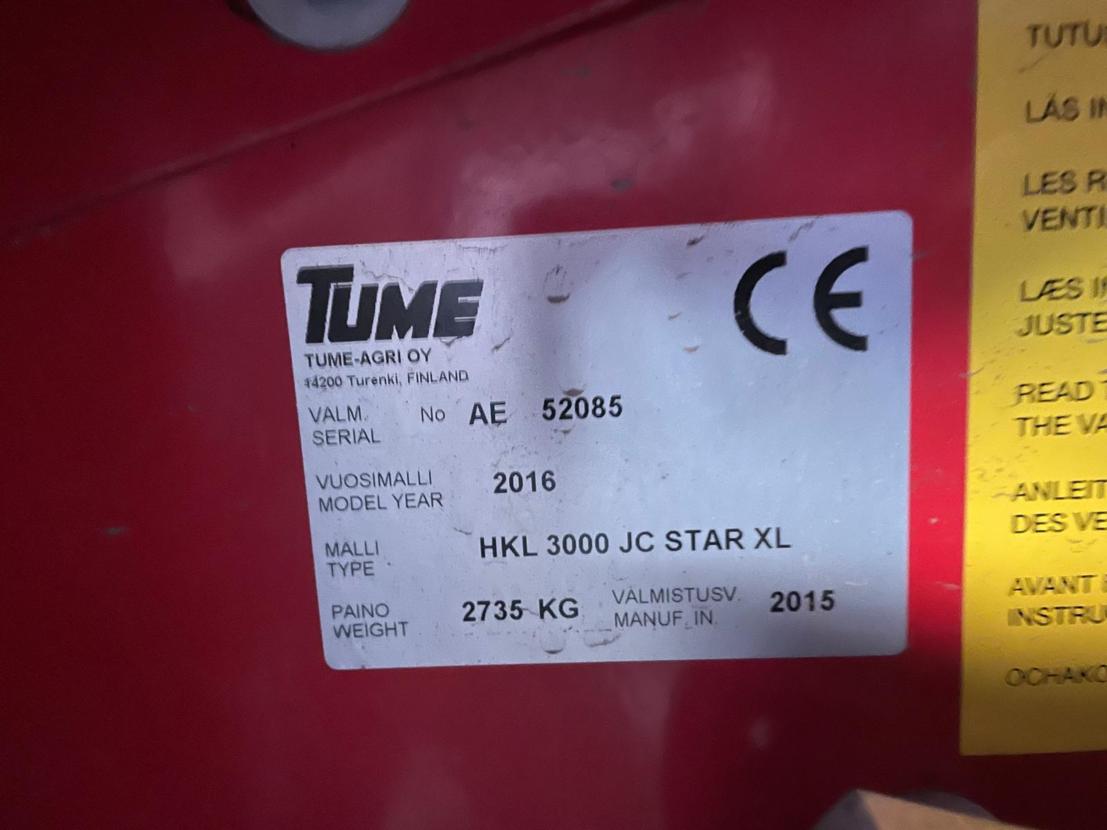 TUME
CE
TUME-AGRI OY
14200 Turenki, FINLAND
VALM. No AE 52085
SERIAL
VUOSIMALLI 2016
MODEL YEAR
MALLI HKL 3000 JC STAR XL
TYPE
PAINO 2735 KG VALMISTUSV. 2015
WEIGHT MANUF. IN.
TUTU
LÄS IN
LES R
VENTI
LÆS I
JUSTE
READ
THE VA
ANLEIT
DES VE
AVANT
INSTRU
OCHAKO